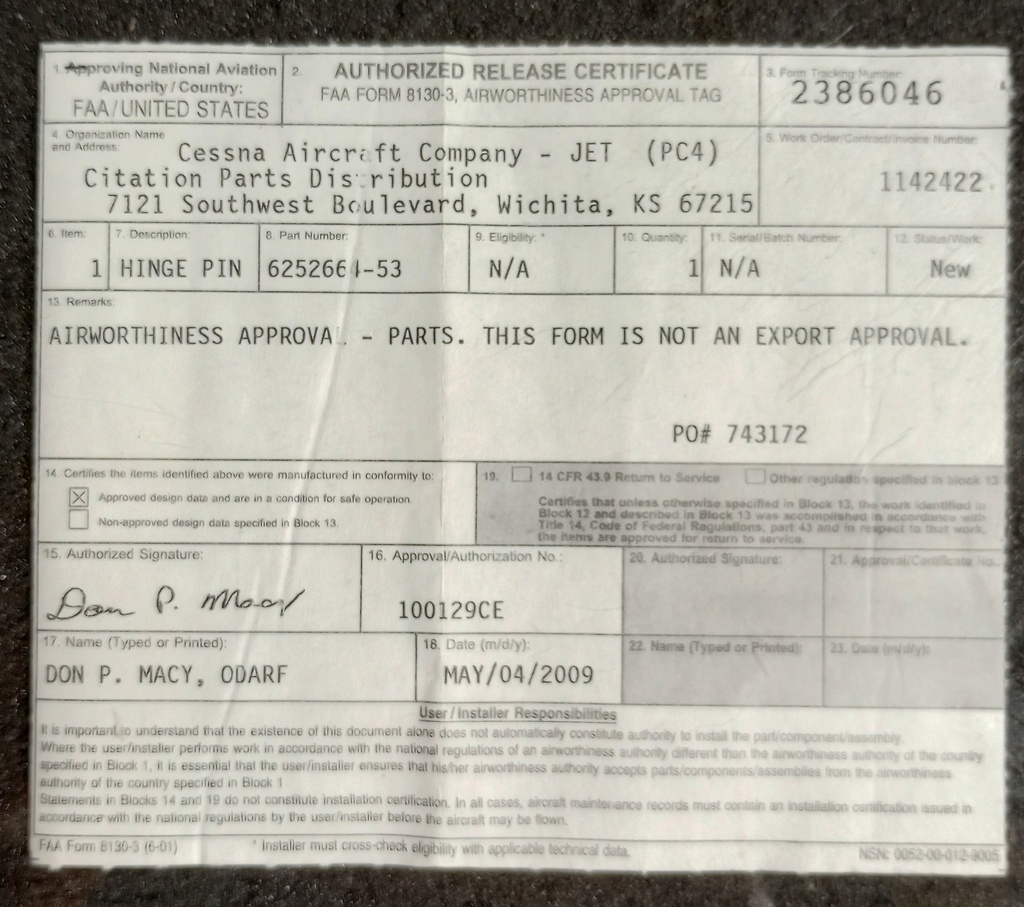 1. Approving National Aviation
Authority / Country:
FAA/UNITED STATES
2.
AUTHORIZED RELEASE CERTIFICATE
FAA FORM 8130-3, AIRWORTHINESS APPROVAL TAG
3. Form Tracking Number:
2386046
4. Organization Name
and Address:
Cessna Aircraft Company - JET (PC4)
Citation Parts Distribution
7121 Southwest Boulevard, Wichita, KS 67215
5. Work Order/Contract/Invoice Number:
1142422
6. Item:
1
7. Description:
HINGE PIN
8. Part Number:
-53
9. Eligibility: *
N/A
10. Quantity:
1
11. Serial/Batch Number:
N/A
12. Status/Work:
New
13. Remarks:
AIRWORTHINESS APPROVAL - PARTS. THIS FORM IS NOT AN EXPORT APPROVAL.
PO# 743172
14. Certifies the items identified above were manufactured in conformity to:
Approved design data and are in a condition for safe operation.
Non-approved design data specified in Block 13.
19. 14 CFR 43.9 Return to Service Other regulation specified in block 13
Certifies that unless otherwise specified in Block 13, the work identified in
Block 12 and described in Block 13 was accomplished in accordance with
Title 14, Code of Federal Regulations, part 43 and in respect to that work,
the items are approved for return to service.
15. Authorized Signature:
Don P. Macy
16. Approval/Authorization No.:
100129CE
20. Authorized Signature:
21. Approval/Certificate No.:
17. Name (Typed or Printed):
DON P. MACY, ODARF
18. Date (m/d/y):
MAY/04/2009
22. Name (Typed or Printed):
23. Date (m/d/y):
User/Installer Responsibilities
It is important to understand that the existence of this document alone does not automatically constitute authority to install the part/component/assembly.
Where the user/installer performs work in accordance with the national regulations of an airworthiness authority different than the airworthiness authority of the country
specified in Block 1, it is essential that the user/installer ensures that his/her airworthiness authority accepts parts/components/assemblies from the airworthiness
authority of the country specified in Block 1
Statements in Blocks 14 and 19 do not constitute installation certification. In all cases, aircraft maintenance records must contain an installation certification issued in
accordance with the national regulations by the user/installer before the aircraft may be flown.
FAA Form 8130-3 (6-01)
* Installer must cross-check eligibility with applicable technical data.
NSN: 0052-00-012-9005